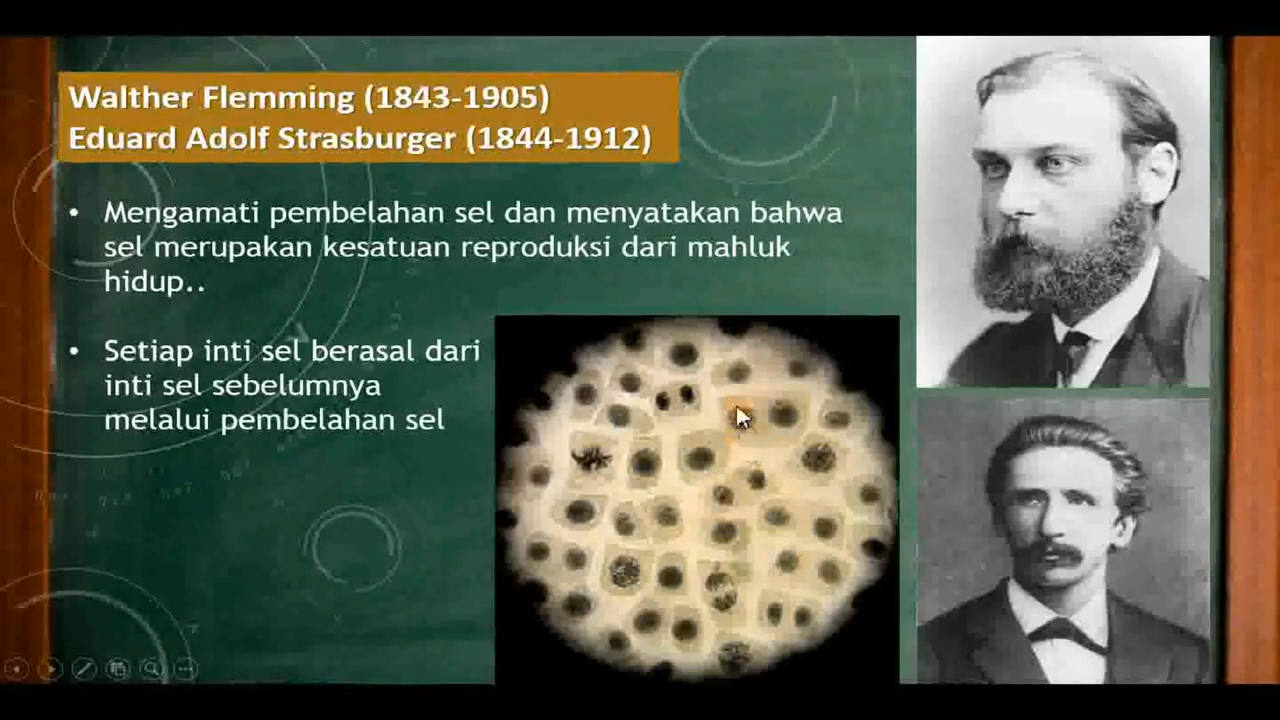 Walther Flemming (1843-1905)
Eduard Adolf Strasburger (1844-1912)
• Mengamati pembelahan sel dan menyatakan bahwa
sel merupakan kesatuan reproduksi dari mahluk
hidup..
• Setiap inti sel berasal dari
inti sel sebelumnya
melalui pembelahan sel